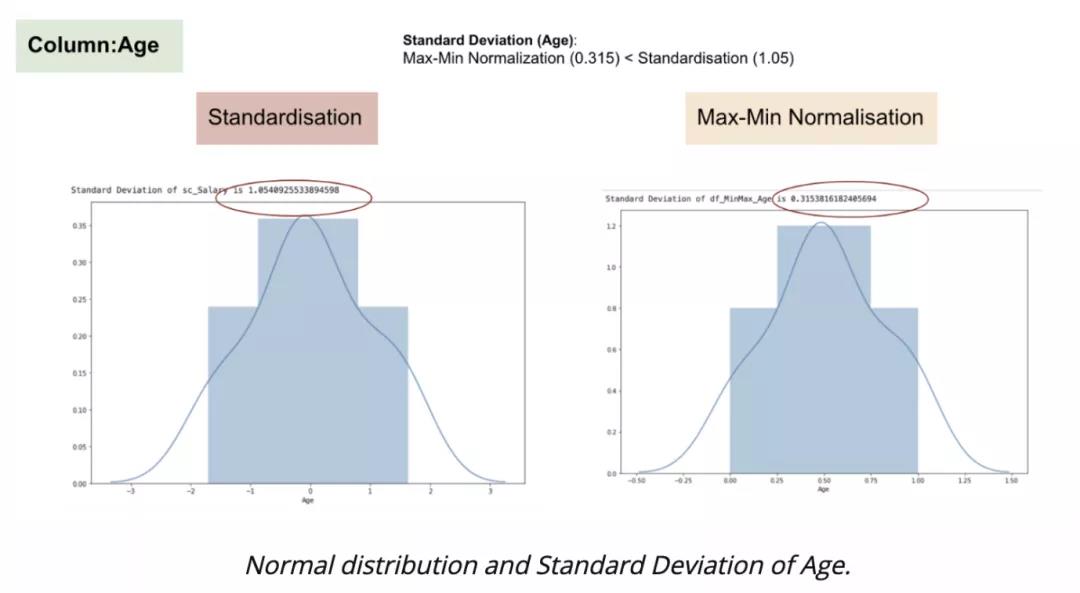 Column:Age
Standard Deviation (Age):
Max-Min Normalization (0.315) < Standardisation (1.05)
Standardisation
Max-Min Normalisation
Standard Deviation of sc_Salary is 1.0540925533894598
0.35
0.30
0.25
0.20
0.15
0.10
0.05
0.00
−3 −2 −1 0 1 2 3
Age
Standard Deviation of df_MinMax_Age is 0.3153816182405694
1.2
1.0
0.8
0.6
0.4
0.2
0.0
−0.50 −0.25 0.00 0.25 0.50 0.75 1.00 1.25 1.50
Age
Normal distribution and Standard Deviation of Age.